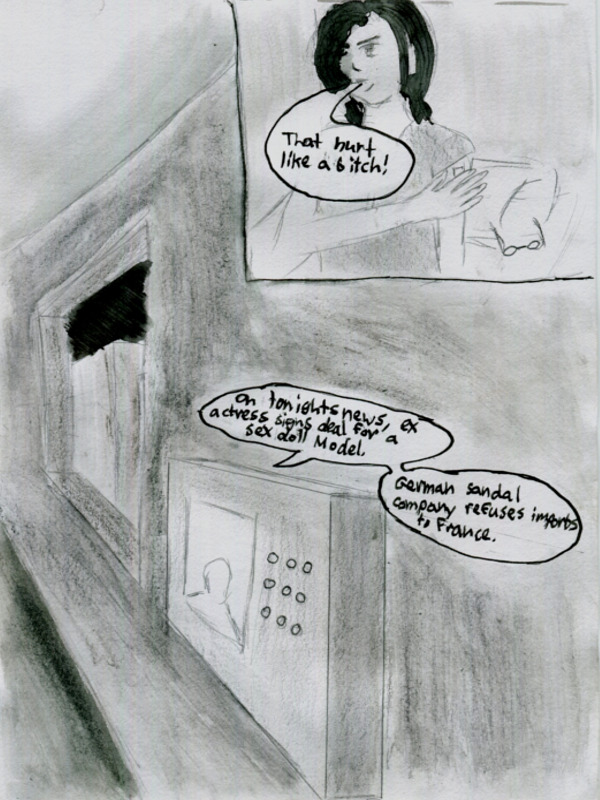 That hurt
like a bitch!
On tonights news, ex
actress signs deal for a
sex doll Model.
German sandal
company refuses imports
to France.